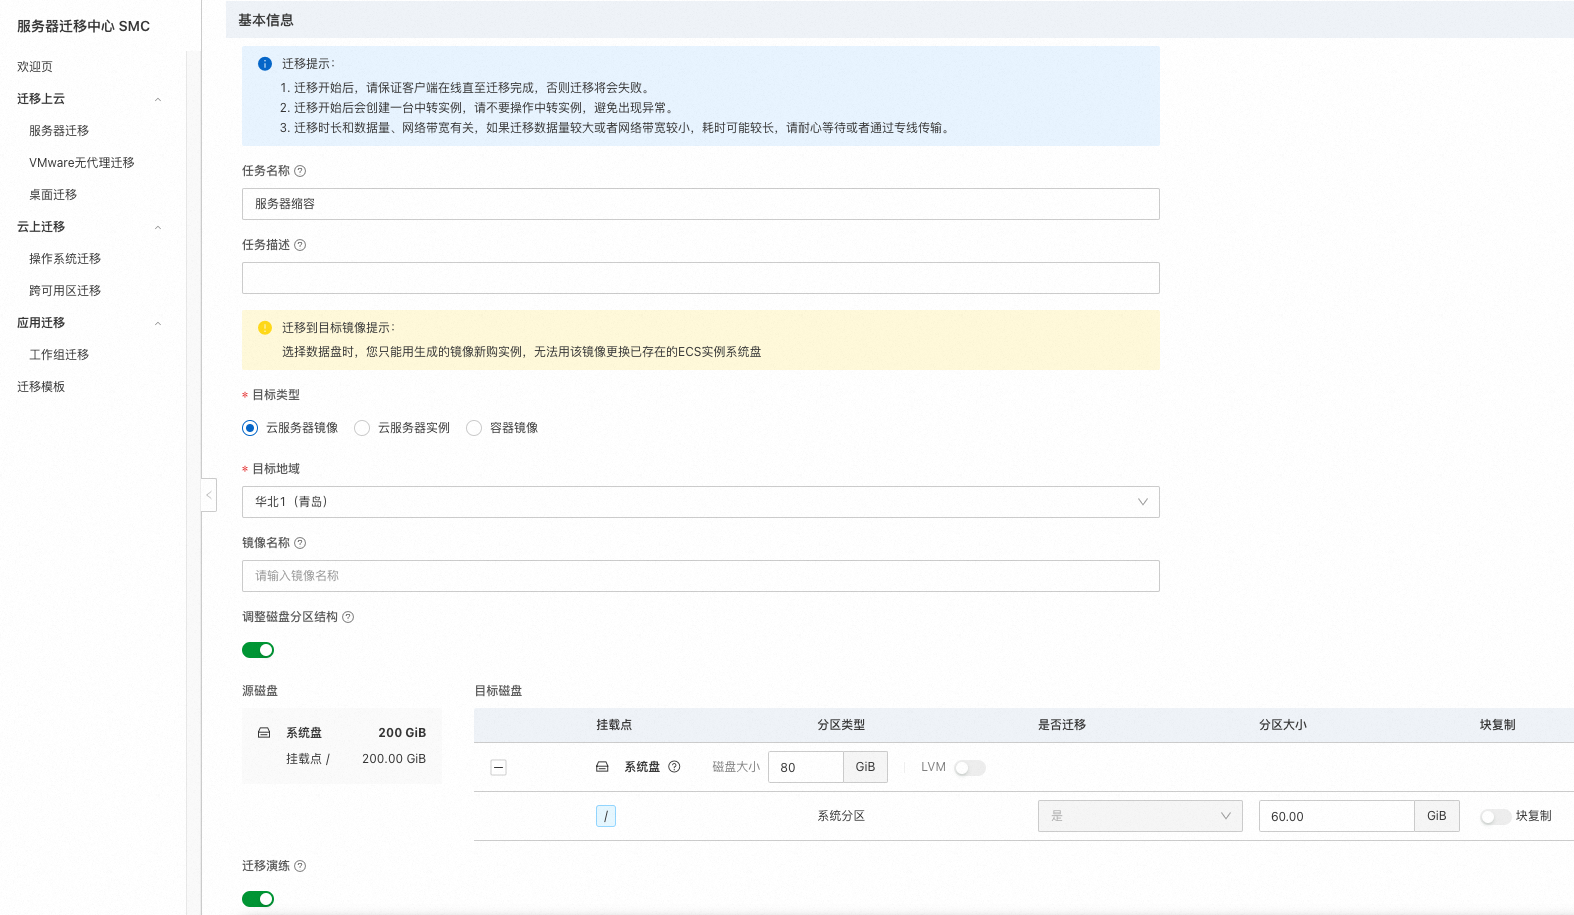 服务器迁移中心 SMC
欢迎页
迁移上云
服务器迁移
VMware无代理迁移
桌面迁移
云上迁移
操作系统迁移
跨可用区迁移
应用迁移
工作组迁移
迁移模板
基本信息
迁移提示：
1. 迁移开始后，请保证客户端在线直至迁移完成，否则迁移将会失败。
2. 迁移开始后会创建一台中转实例，请不要操作中转实例，避免出现异常。
3. 迁移时长和数据量、网络带宽有关，如果迁移数据量较大或者网络带宽较小，耗时可能较长，请耐心等待或者通过专线传输。
任务名称
服务器缩容
任务描述
迁移到目标镜像提示：
选择数据盘时，您只能用生成的镜像新购实例，无法用该镜像更换已存在的ECS实例系统盘
* 目标类型
云服务器镜像 云服务器实例 容器镜像
* 目标地域
华北1（青岛）
镜像名称
请输入镜像名称
调整磁盘分区结构
源磁盘
系统盘 200 GiB
挂载点 / 200.00 GiB
目标磁盘
挂载点 分区类型 是否迁移 分区大小 块复制
系统盘 磁盘大小 80 GiB LVM
/ 系统分区 是 60.00 GiB 块复制
迁移演练